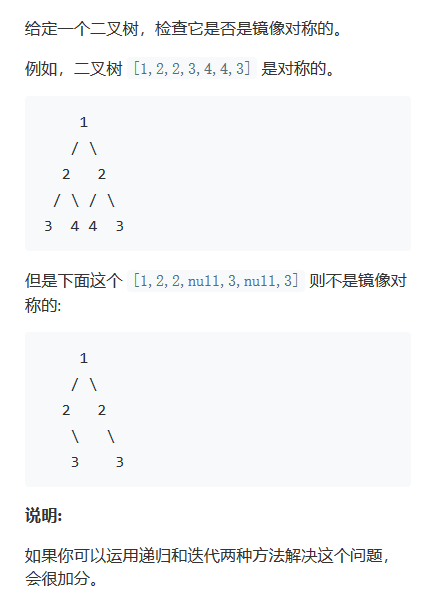 给定一个二叉树，检查它是否是镜像对称的。
例如，二叉树 [1,2,2,3,4,4,3] 是对称的。
    1
   / \
  2   2
 / \ / \
3  4 4  3
但是下面这个 [1,2,2,null,3,null,3] 则不是镜像对
称的:
    1
   / \
  2   2
   \   \
   3    3
说明:
如果你可以运用递归和迭代两种方法解决这个问题，
会很加分。